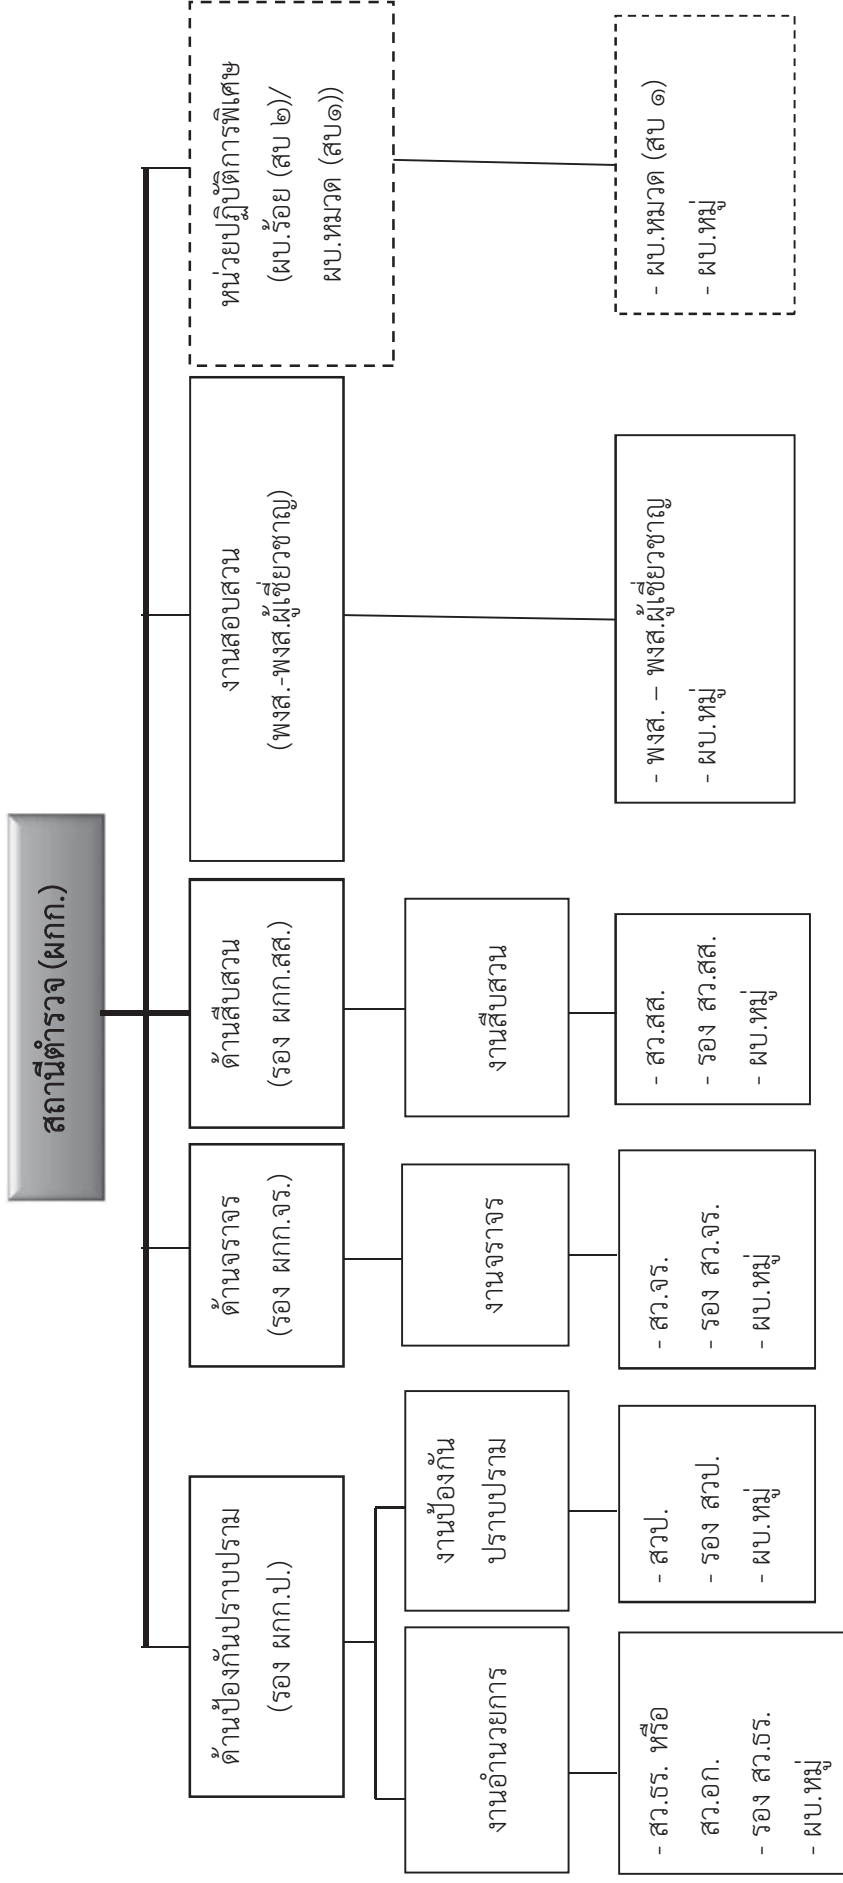 สถานีตำรวจ (ผกก.)
ด้านป้องกันปราบปราม
(รอง ผกก.ป.)
ด้านจราจร
(รอง ผกก.จร.)
ด้านสืบสวน
(รอง ผกก.สส.)
งานสอบสวน
(พงส.-พงส.ผู้เชี่ยวชาญ)
หน่วยปฏิบัติการพิเศษ
(ผบ.ร้อย (สบ ๒)/
ผบ.หมวด (สบ๑))
งานอำนวยการ
งานป้องกัน
ปราบปราม
งานจราจร
งานสืบสวน
- สว.ธร. หรือ
สว.อก.
- รอง สว.ธร.
- ผบ.หมู่
- สวป.
- รอง สวป.
- ผบ.หมู่
- สว.จร.
- รอง สว.จร.
- ผบ.หมู่
- สว.สส.
- รอง สว.สส.
- ผบ.หมู่
- พงส. – พงส.ผู้เชี่ยวชาญ
- ผบ.หมู่
- ผบ.หมวด (สบ ๑)
- ผบ.หมู่